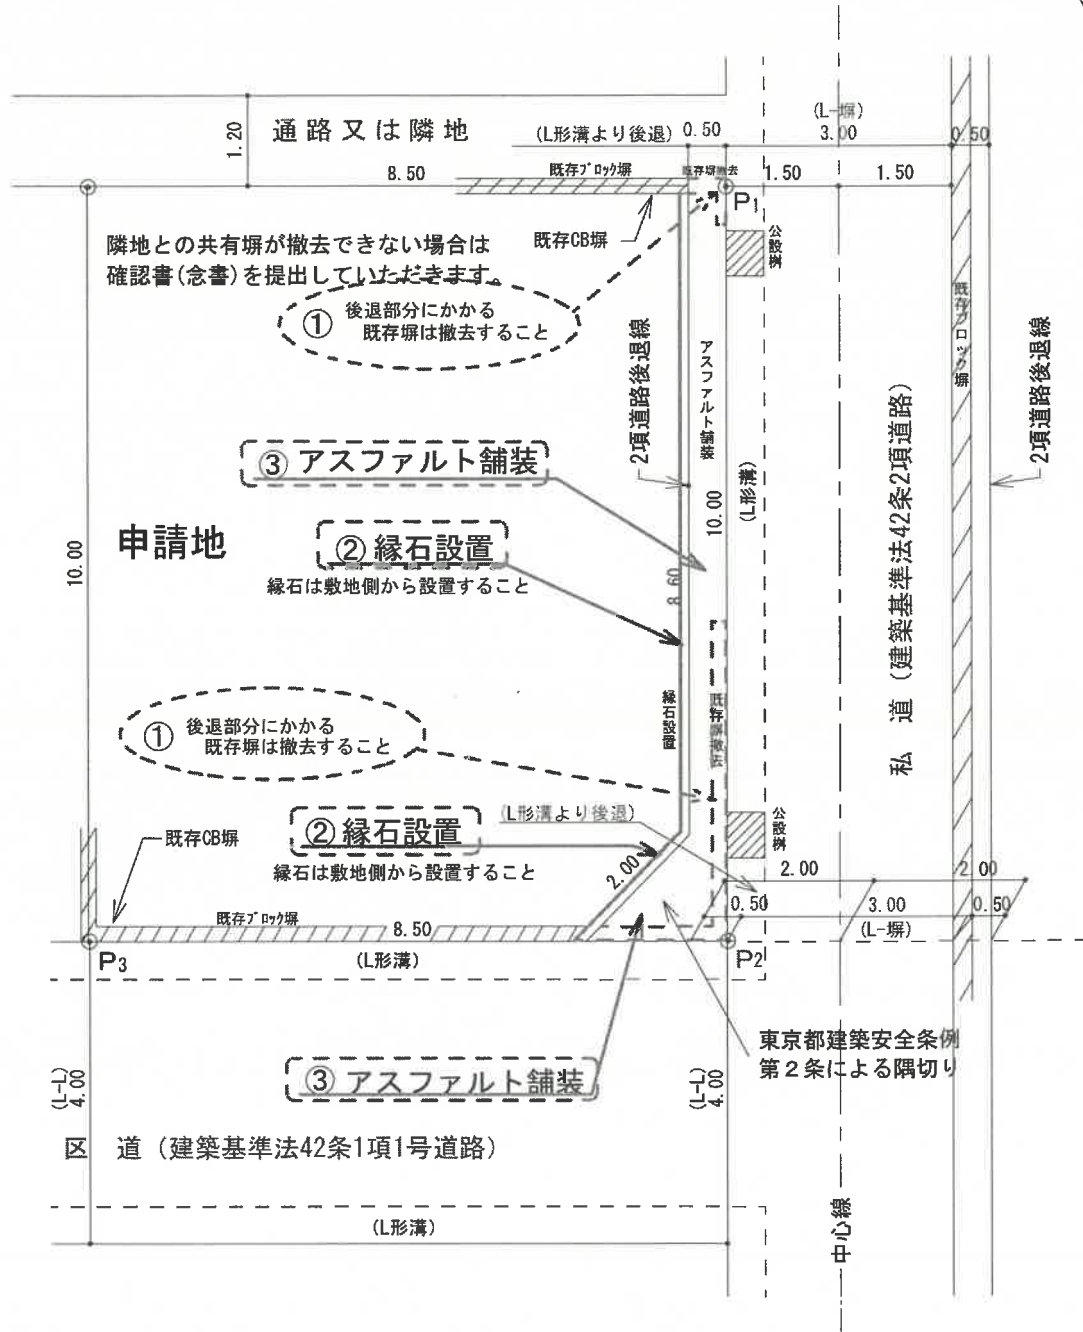 (L-塀)
1.20
通路又は隣地
(L形溝より後退)
0.50
3.00
0.50
8.50
既存ブロック塀
既存塀撤去
1.50
1.50
P1
隣地との共有塀が撤去できない場合は
確認書(念書)を提出していただきます。
既存CB塀
公設桝
① 後退部分にかかる
既存塀は撤去すること
2項道路後退線
アスファルト舗装
既存ブロック塀
2項道路後退線
③ アスファルト舗装
10.00
(L形溝)
私 道 (建築基準法42条2項道路)
10.00
申請地
② 縁石設置
縁石は敷地側から設置すること
8.60
縁石設置
既存塀撤去
① 後退部分にかかる
既存塀は撤去すること
既存CB塀
② 縁石設置
縁石は敷地側から設置すること
(L形溝より後退)
公設桝
2.00
2.00
2.00
0.50
3.00
0.50
(L-塀)
既存ブロック塀
8.50
P3
(L形溝)
P2
東京都建築安全条例
第2条による隅切り
③ アスファルト舗装
(L-L)
4.00
(L-L)
4.00
区 道 (建築基準法42条1項1号道路)
(L形溝)
中心線